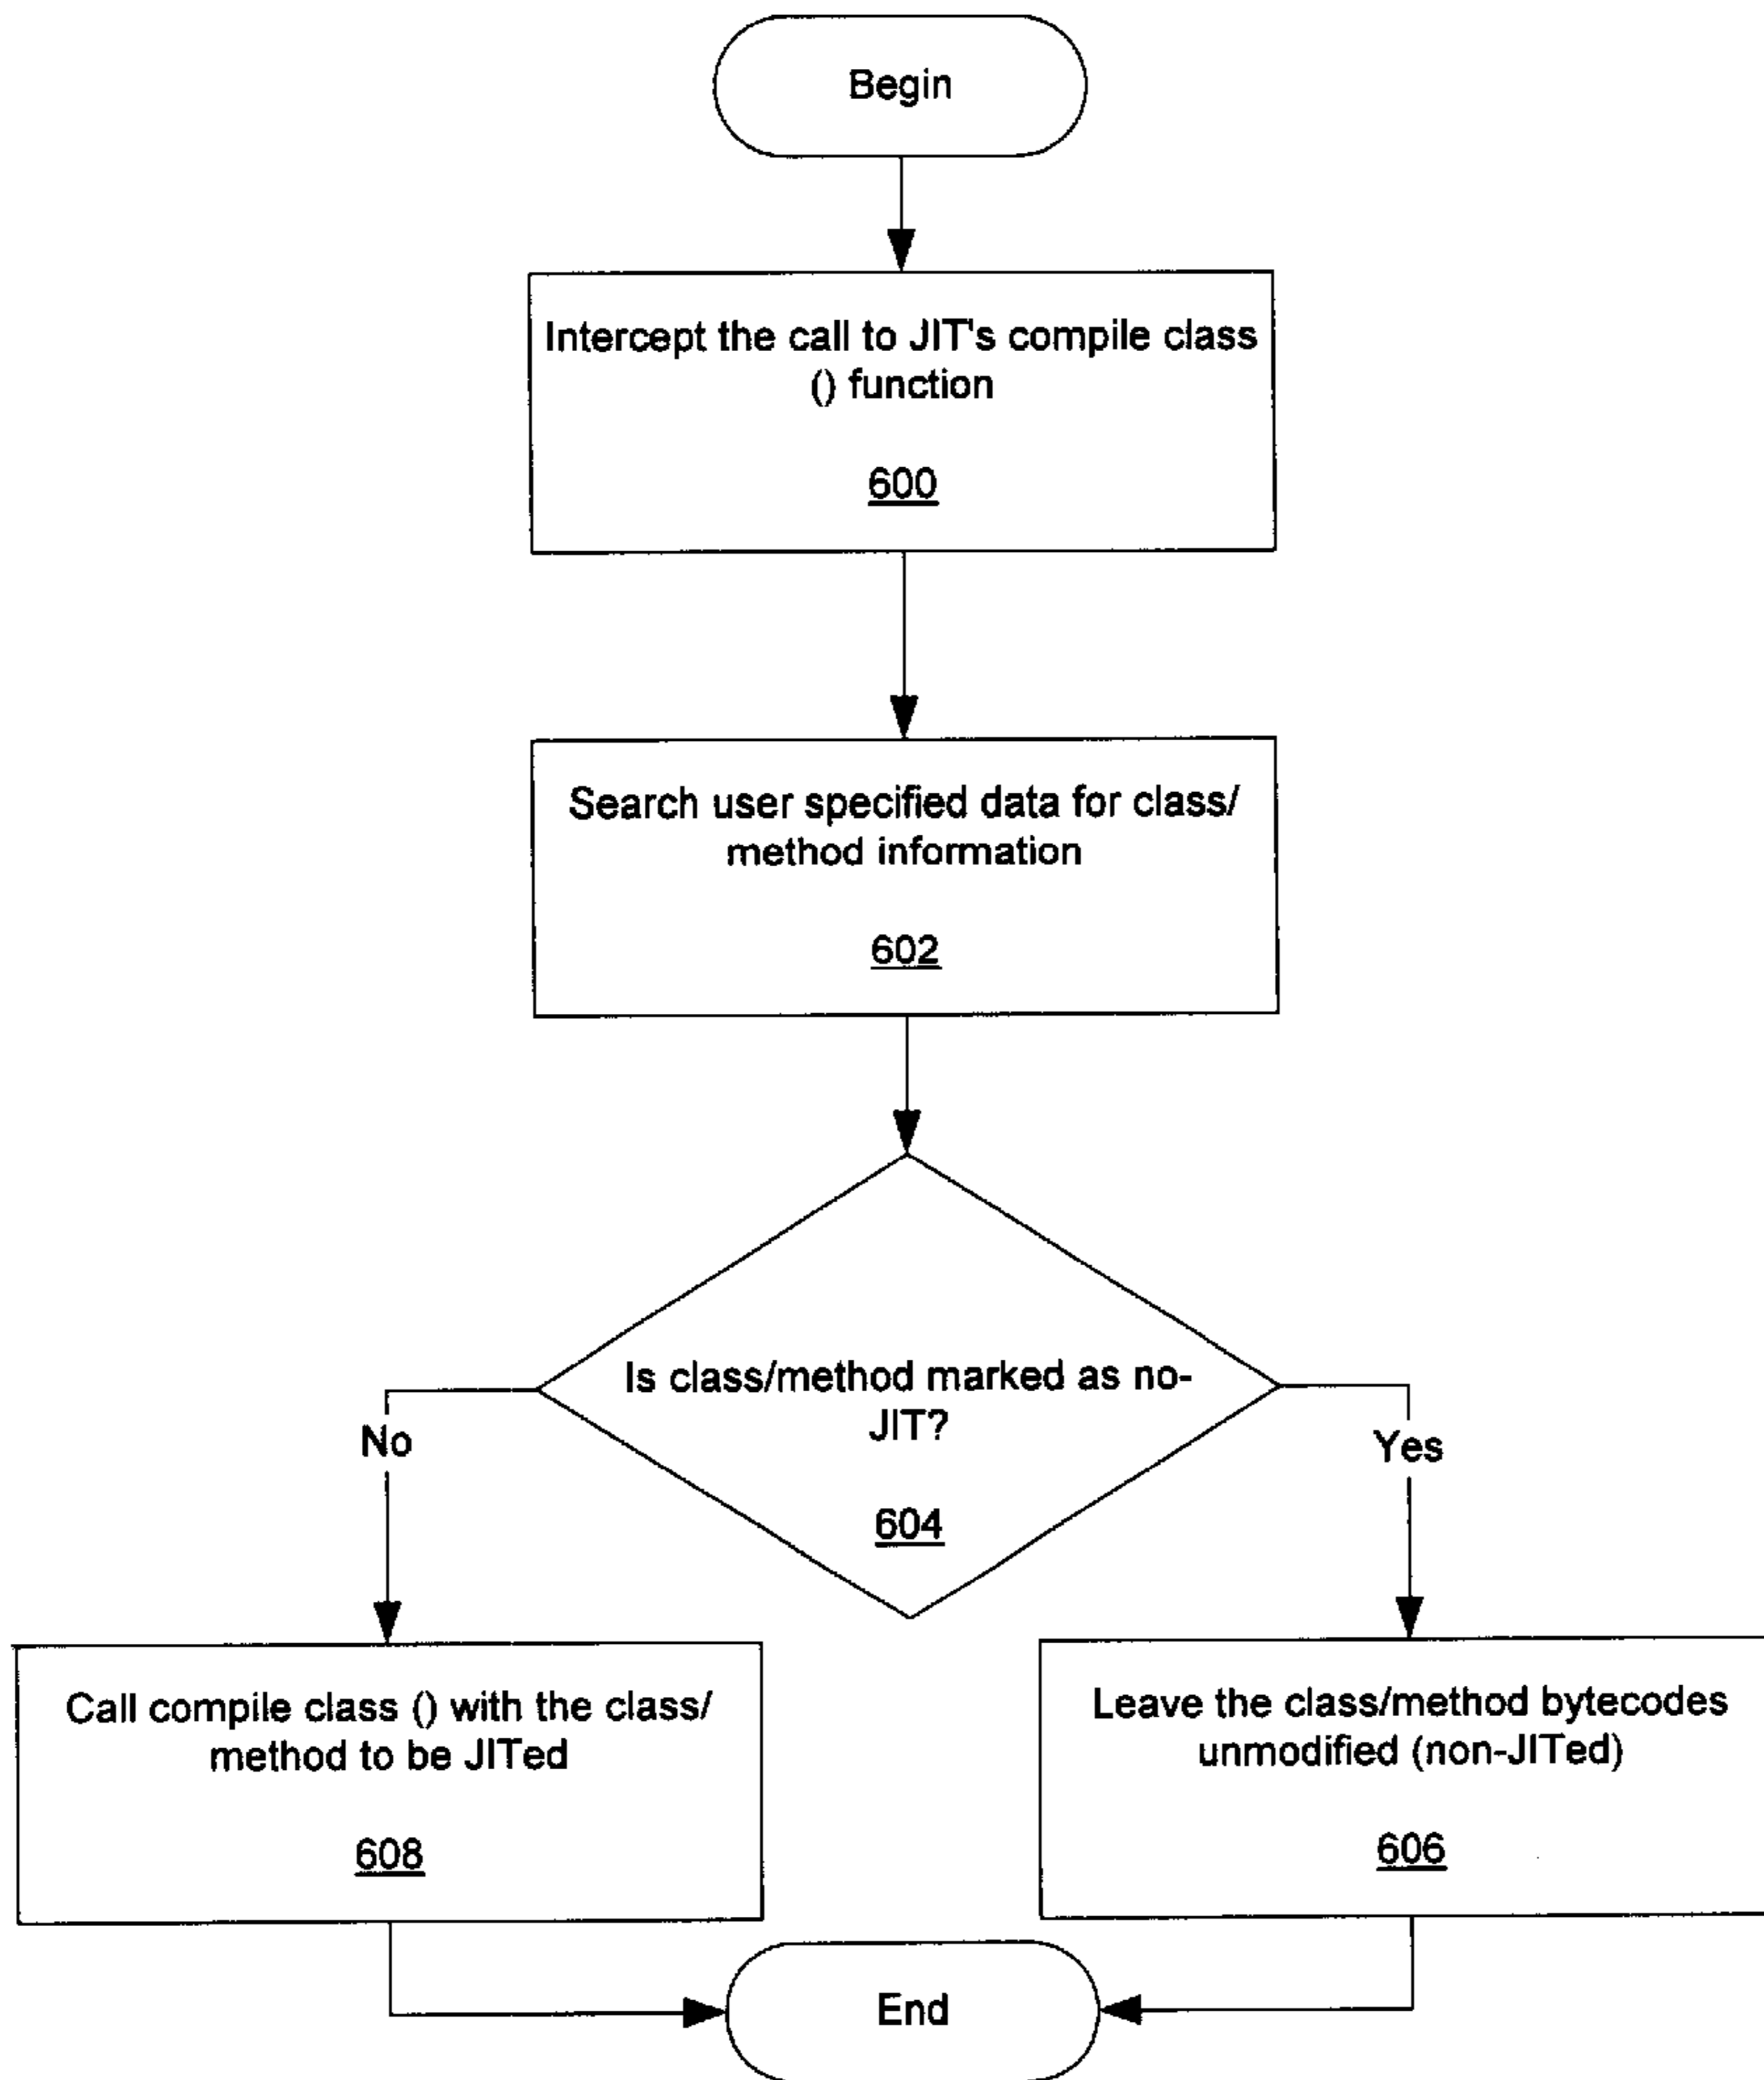 Begin
Intercept the call to JIT's compile class
() function
600
Search user specified data for class/
method information
602
Is class/method marked as no-
JIT?
604
No
Yes
Call compile class () with the class/
method to be JITed
608
Leave the class/method bytecodes
unmodified (non-JITed)
606
End